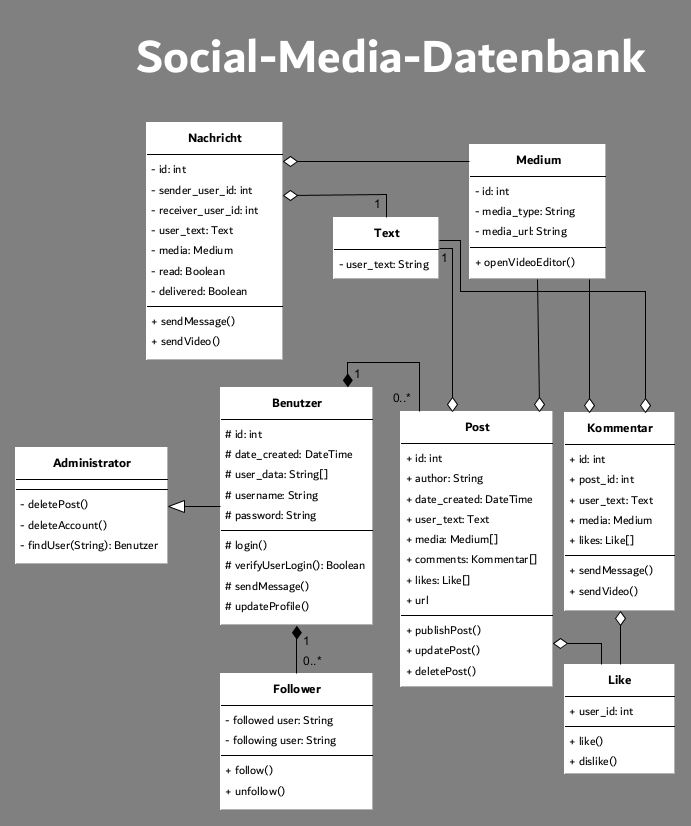 Social-Media-Datenbank
Nachricht
- id: int
- sender_user_id: int
- receiver_user_id: int
- user_text: Text
- media: Medium
- read: Boolean
- delivered: Boolean
+ sendMessage()
+ sendVideo()
Medium
- id: int
- media_type: String
- media_url: String
+ openVideoEditor()
1
Text
- user_text: String
1
1
0..*
Benutzer
# id: int
# date_created: DateTime
# user_data: String[]
# username: String
# password: String
# login()
# verifyUserLogin(): Boolean
# sendMessage()
# updateProfile()
Administrator
- deletePost()
- deleteAccount()
- findUser(String): Benutzer
Post
+ id: int
+ author: String
+ date_created: DateTime
+ user_text: Text
+ media: Medium[]
+ comments: Kommentar[]
+ likes: Like[]
+ url
+ publishPost()
+ updatePost()
+ deletePost()
Kommentar
+ id: int
+ post_id: int
+ user_text: Text
+ media: Medium
+ likes: Like[]
+ sendMessage()
+ sendVideo()
1
0..*
Follower
- followed user: String
- following user: String
+ follow()
+ unfollow()
Like
+ user_id: int
+ like()
+ dislike()